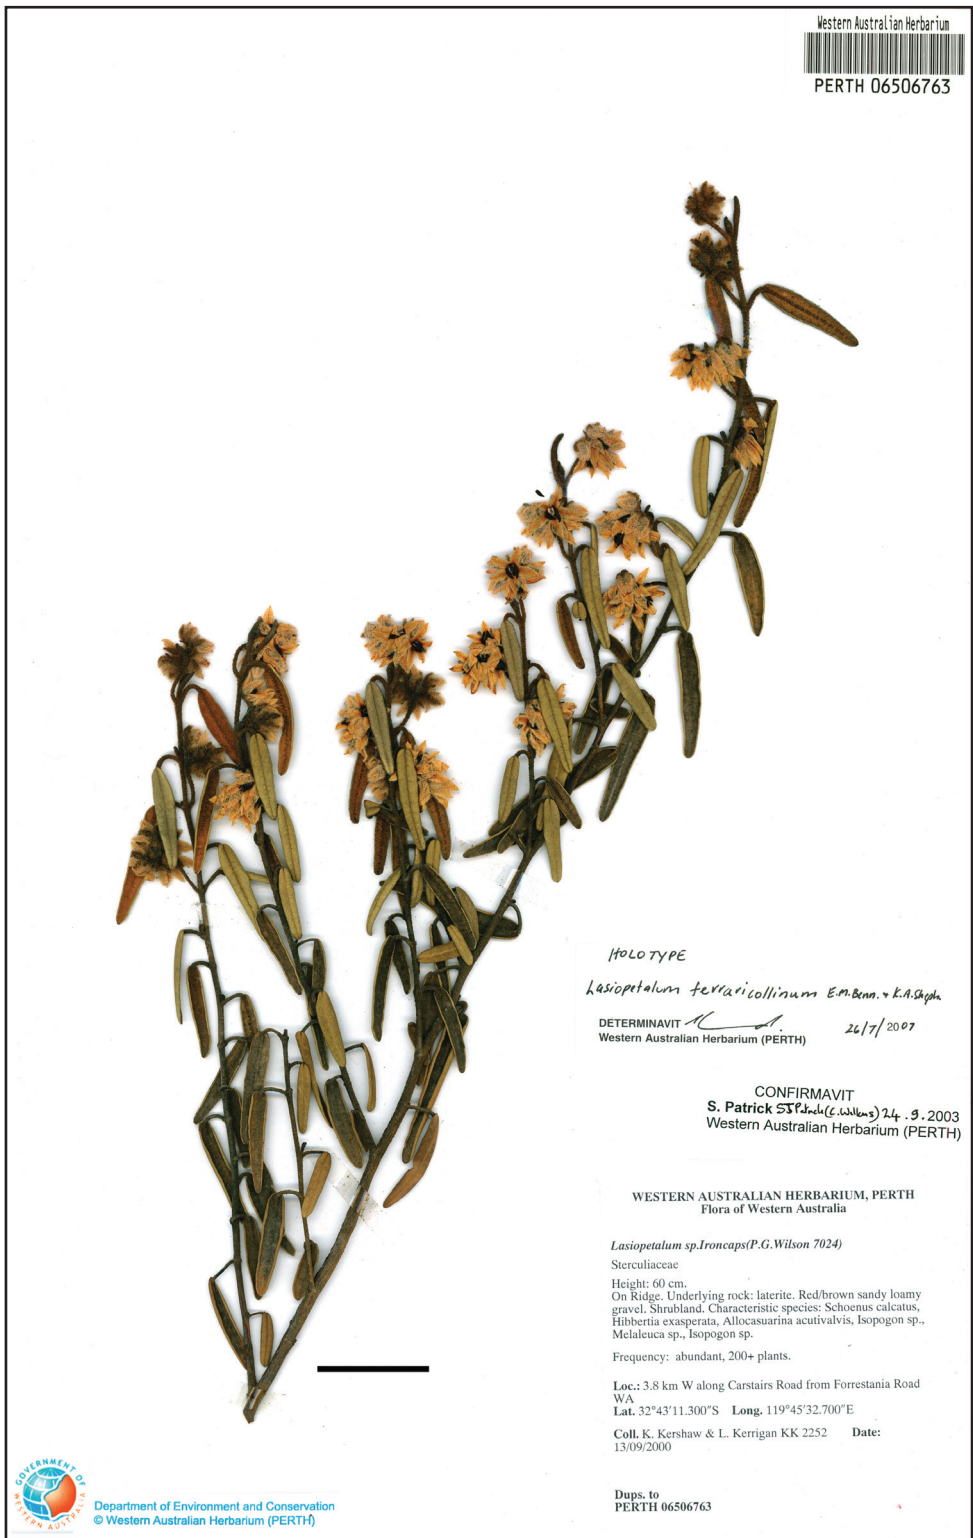 Western Australian Herbarium
PERTH 06506763
HOLOTYPE
Lasiopetalum ferraricollinum E.M.Benn. & K.A.Sheph.
DETERMINAVIT
26/7/2007
Western Australian Herbarium (PERTH)
CONFIRMAVIT
S. Patrick SJPatrick (C. Wilkins) 24.9.2003
Western Australian Herbarium (PERTH)
WESTERN AUSTRALIAN HERBARIUM, PERTH
Flora of Western Australia
Lasiopetalum sp.Ironcaps(P.G.Wilson 7024)
Sterculiaceae
Height: 60 cm.
On Ridge. Underlying rock: laterite. Red/brown sandy loamy
gravel. Shrubland. Characteristic species: Schoenus calcatus,
Hibbertia exasperata, Allocasuarina acutivalvis, Isopogon sp.,
Melaleuca sp., Isopogon sp.
Frequency: abundant, 200+ plants.
Loc.: 3.8 km W along Carstairs Road from Forrestania Road
WA
Lat. 32°43'11.300"S Long. 119°45'32.700"E
Coll. K. Kershaw & L. Kerrigan KK 2252 Date:
13/09/2000
Dups. to
PERTH 06506763
GOVERNMENT OF
WESTERN AUSTRALIA
Department of Environment and Conservation
© Western Australian Herbarium (PERTH)